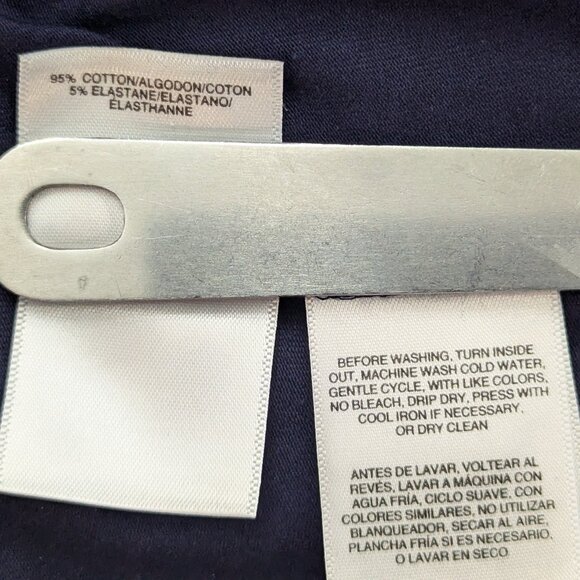 95% COTTON/ALGODON/COTON
5% ELASTANE/ELASTANO/
ÉLASTHANNE
BEFORE WASHING, TURN INSIDE
OUT, MACHINE WASH COLD WATER,
GENTLE CYCLE, WITH LIKE COLORS,
NO BLEACH, DRIP DRY, PRESS WITH
COOL IRON IF NECESSARY.
OR DRY CLEAN
ANTES DE LAVAR, VOLTEAR AL
REVÉS, LAVAR A MÁQUINA CON
AGUA FRÍA, CICLO SUAVE, CON
COLORES SIMILARES. NO UTILIZAR
BLANQUEADOR, SECAR AL AIRE,
PLANCHA FRÍA SI ES NECESARIO.
O LAVAR EN SECO